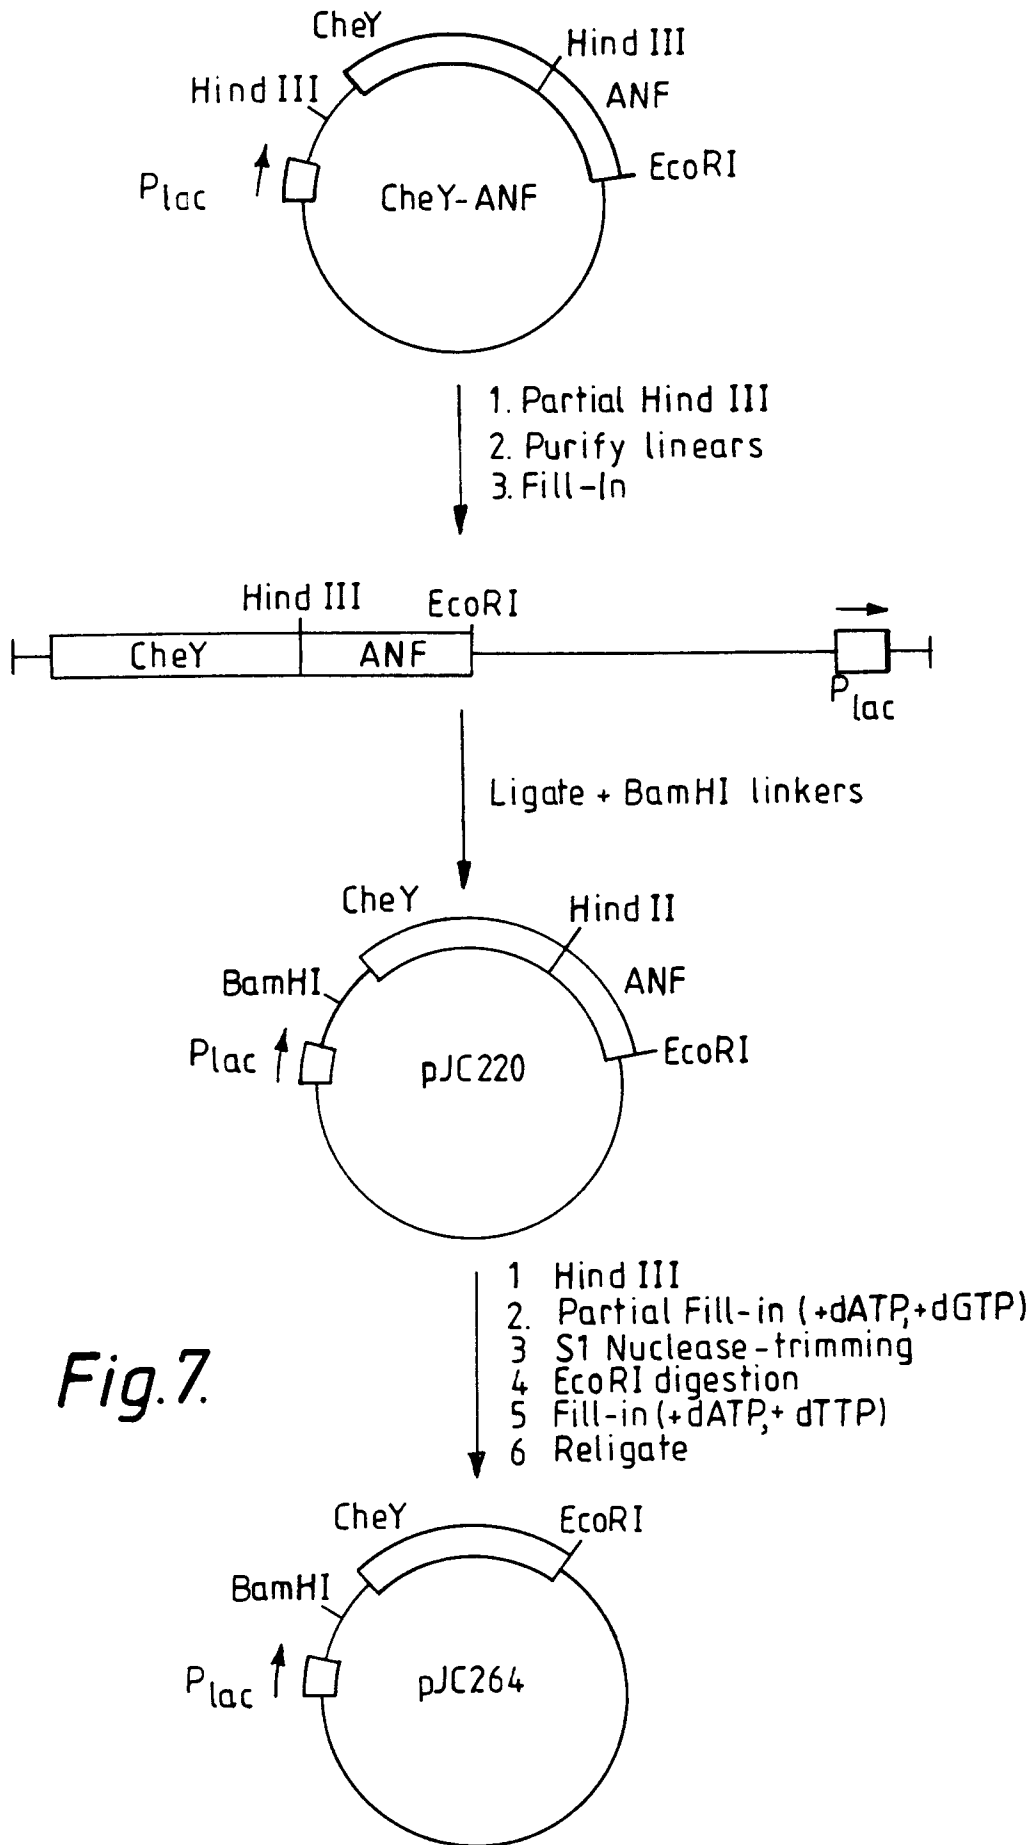 CheY
Hind III
ANF
Hind III
EcoRI
Plac
CheY-ANF
1. Partial Hind III
2. Purify linears
3. Fill-In
Hind III
EcoRI
CheY
ANF
Plac
Ligate + BamHI linkers
CheY
Hind II
BamHI
ANF
Plac
EcoRI
pJC220
1 Hind III
2. Partial Fill-in (+dATP,+dGTP)
3 S1 Nuclease-trimming
4 EcoRI digestion
5 Fill-in (+dATP,+ dTTP)
6 Religate
Fig.7.
CheY
EcoRI
BamHI
Plac
pJC264